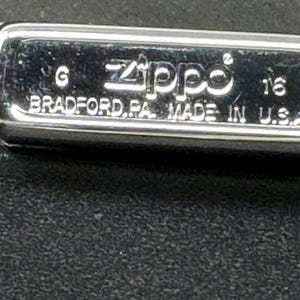 G Zippo® 16
BRADFORD,PA. MADE IN U.S.A